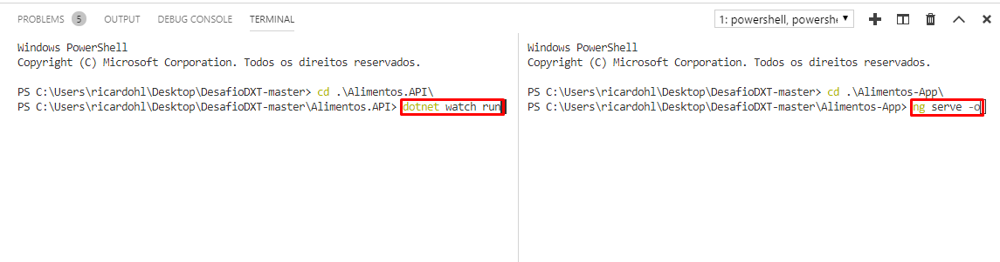 PROBLEMS 5 OUTPUT DEBUG CONSOLE TERMINAL
1: powershell, powershe
Windows PowerShell
Copyright (C) Microsoft Corporation. Todos os direitos reservados.
PS C:\Users\ricardohl\Desktop\DesafioDXT-master> cd .\Alimentos.API\
PS C:\Users\ricardohl\Desktop\DesafioDXT-master\Alimentos.API> dotnet watch run
Windows PowerShell
Copyright (C) Microsoft Corporation. Todos os direitos reservados.
PS C:\Users\ricardohl\Desktop\DesafioDXT-master> cd .\Alimentos-App\
PS C:\Users\ricardohl\Desktop\DesafioDXT-master\Alimentos-App> ng serve -o